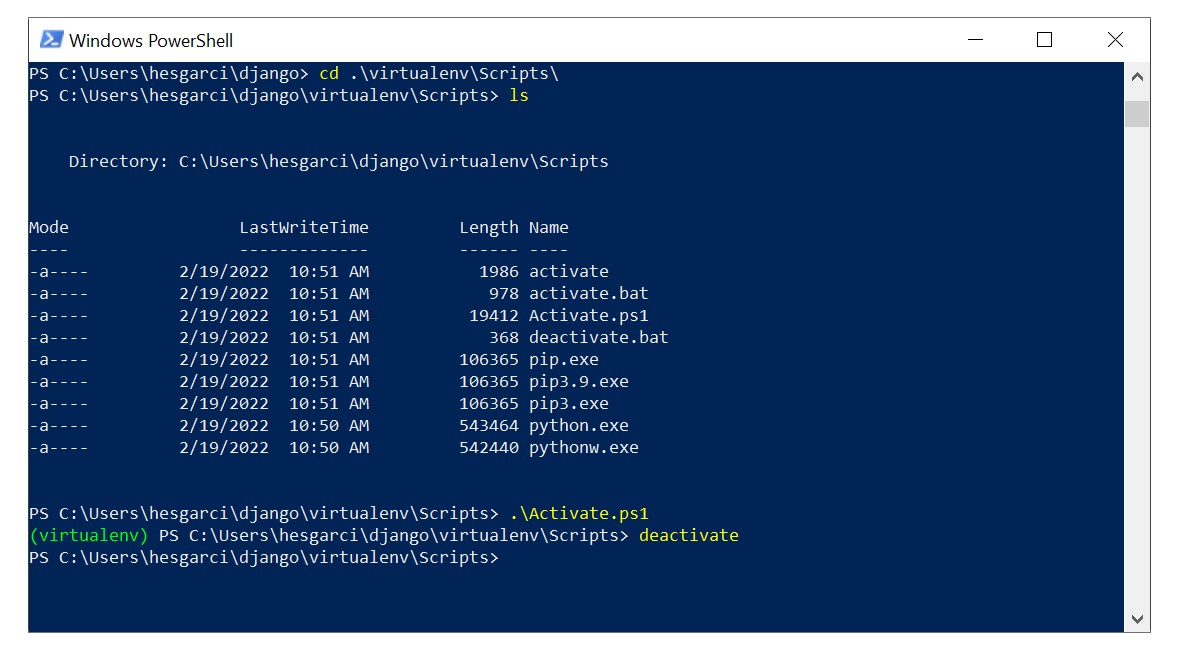 Windows PowerShell
PS C:\Users\hesgarci\django> cd .\virtualenv\Scripts\
PS C:\Users\hesgarci\django\virtualenv\Scripts> ls
Directory: C:\Users\hesgarci\django\virtualenv\Scripts
Mode LastWriteTime Length Name
---- ------------- ------ ----
-a---- 2/19/2022 10:51 AM 1986 activate
-a---- 2/19/2022 10:51 AM 978 activate.bat
-a---- 2/19/2022 10:51 AM 19412 Activate.ps1
-a---- 2/19/2022 10:51 AM 368 deactivate.bat
-a---- 2/19/2022 10:51 AM 106365 pip.exe
-a---- 2/19/2022 10:51 AM 106365 pip3.9.exe
-a---- 2/19/2022 10:51 AM 106365 pip3.exe
-a---- 2/19/2022 10:50 AM 543464 python.exe
-a---- 2/19/2022 10:50 AM 542440 pythonw.exe
PS C:\Users\hesgarci\django\virtualenv\Scripts> .\Activate.ps1
(virtualenv) PS C:\Users\hesgarci\django\virtualenv\Scripts> deactivate
PS C:\Users\hesgarci\django\virtualenv\Scripts>